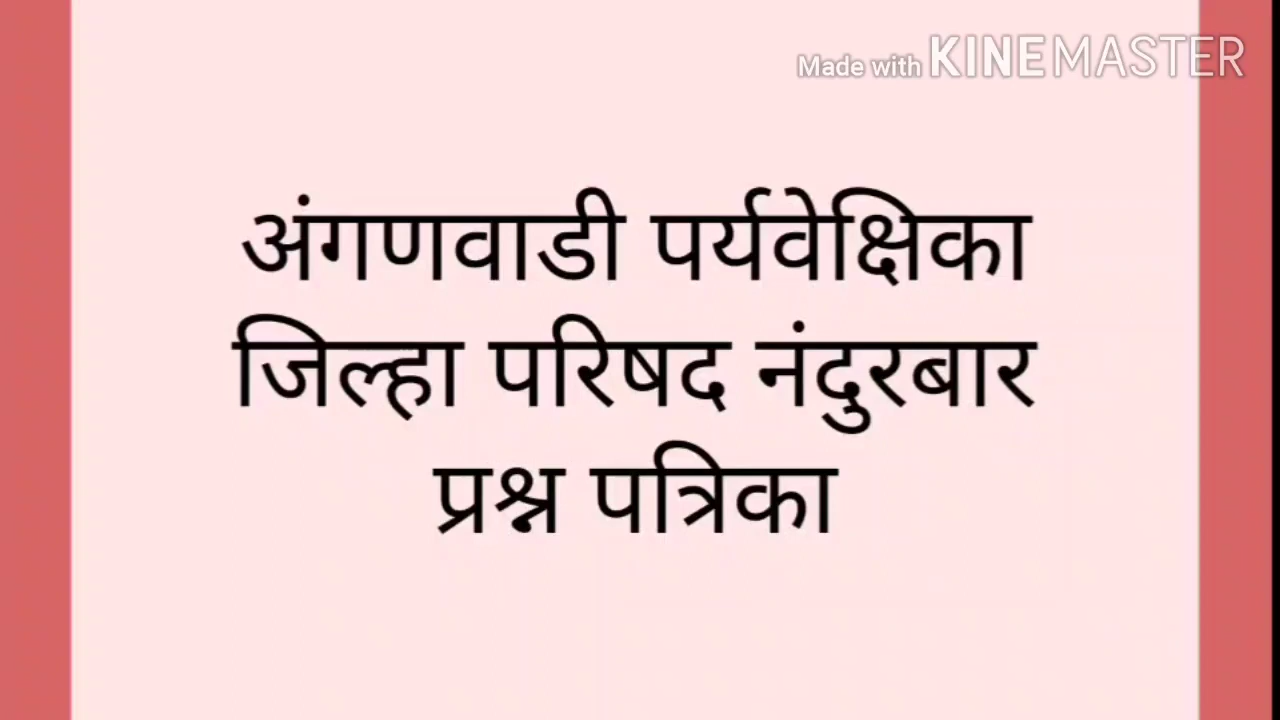 Made with KINEMASTER
अंगणवाडी पर्यवेक्षिका
जिल्हा परिषद नंदुरबार
प्रश्न पत्रिका